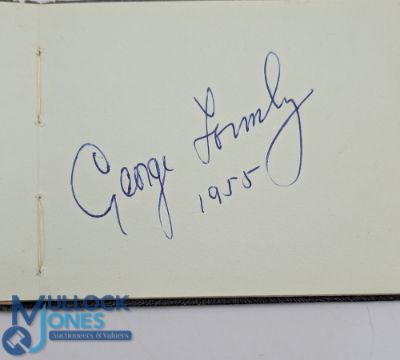 George Formby
1955
MULLOCK
JONES
Auctioneers & Valuers